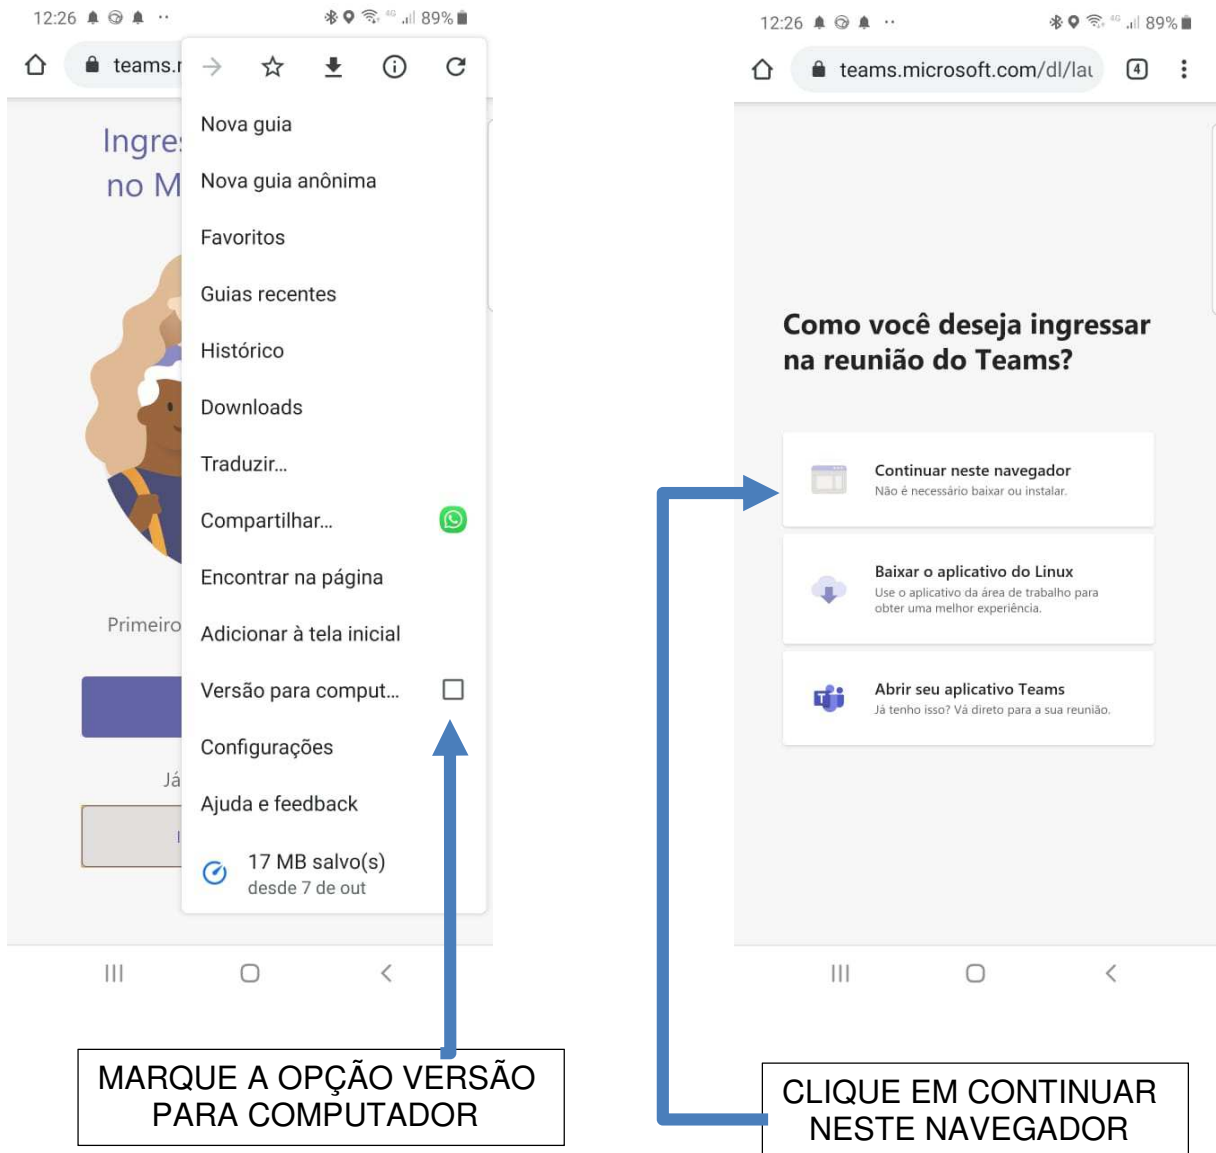 12:26
4G
89%
teams.r
Ingre
no M
Nova guia
Nova guia anônima
Favoritos
Guias recentes
Histórico
Downloads
Traduzir...
Compartilhar...
Encontrar na página
Primeiro
Adicionar à tela inicial
Versão para comput...
Configurações
Já
Ajuda e feedback
I
17 MB salvo(s)
desde 7 de out
MARQUE A OPÇÃO VERSÃO
PARA COMPUTADOR
12:26
4G
89%
teams.microsoft.com/dl/lau
4
Como você deseja ingressar
na reunião do Teams?
Continuar neste navegador
Não é necessário baixar ou instalar.
Baixar o aplicativo do Linux
Use o aplicativo da área de trabalho para
obter uma melhor experiência.
T
Abrir seu aplicativo Teams
Já tenho isso? Vá direto para a sua reunião.
CLIQUE EM CONTINUAR
NESTE NAVEGADOR